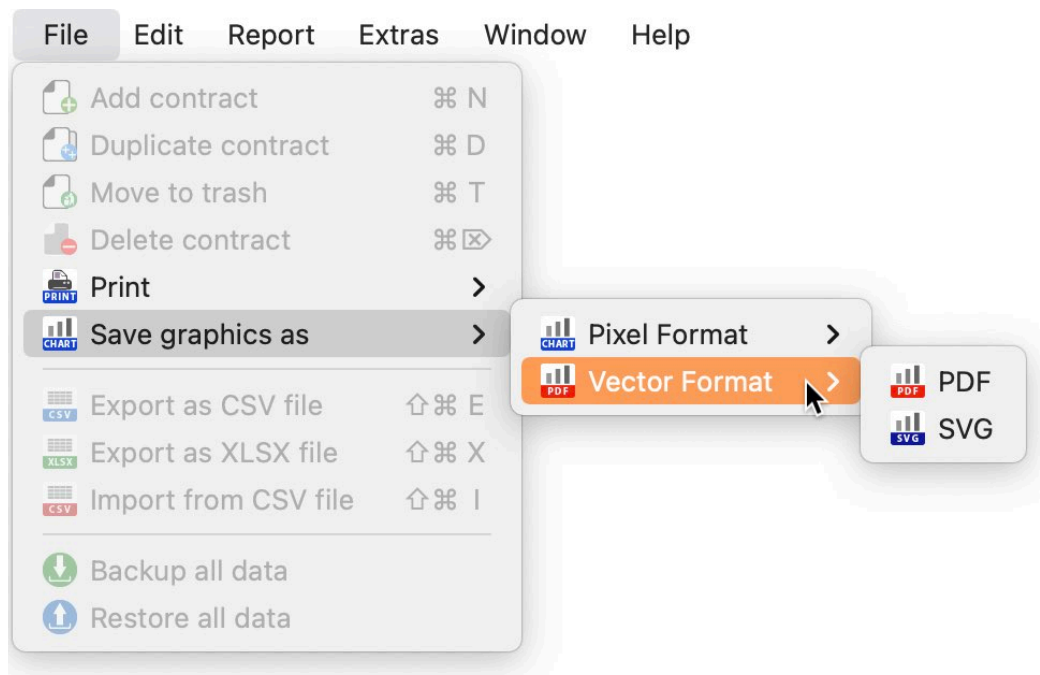 File Edit Report Extras Window Help
Add contract ⌘ N
Duplicate contract ⌘ D
Move to trash ⌘ T
Delete contract ⌘ ⌦
PRINT Print
CHART Save graphics as
CHART Pixel Format
PDF Vector Format
PDF PDF
SVG SVG
CSV Export as CSV file ⇧⌘ E
XLSX Export as XLSX file ⇧⌘ X
CSV Import from CSV file ⇧⌘ I
Backup all data
Restore all data